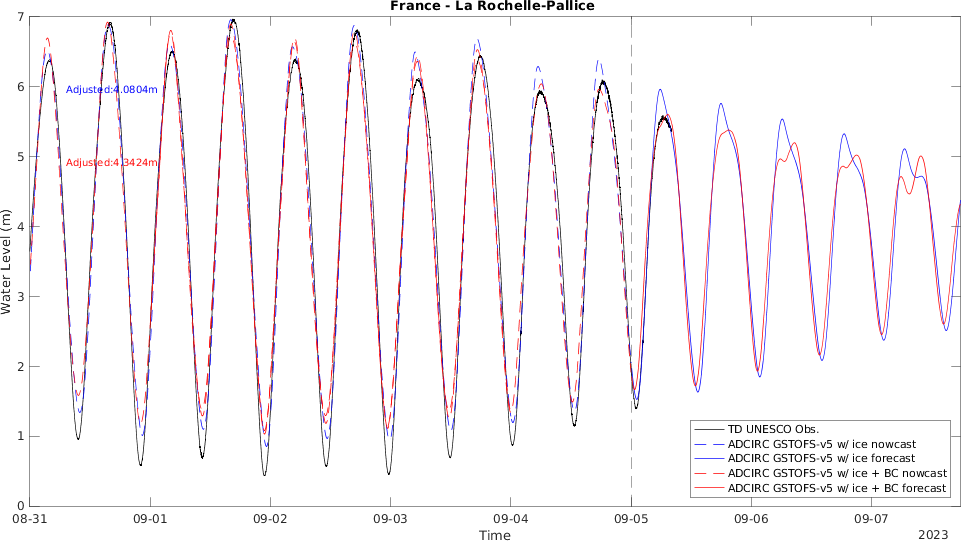 France - La Rochelle-Pallice
7
6
5
4
3
2
1
0
Water Level (m)
Adjusted:4.0804m
Adjusted:4.3424m
TD UNESCO Obs.
ADCIRC GSTOFS-v5 w/ ice nowcast
ADCIRC GSTOFS-v5 w/ ice forecast
ADCIRC GSTOFS-v5 w/ ice + BC nowcast
ADCIRC GSTOFS-v5 w/ ice + BC forecast
08-31 09-01 09-02 09-03 09-04 09-05 09-06 09-07
Time
2023